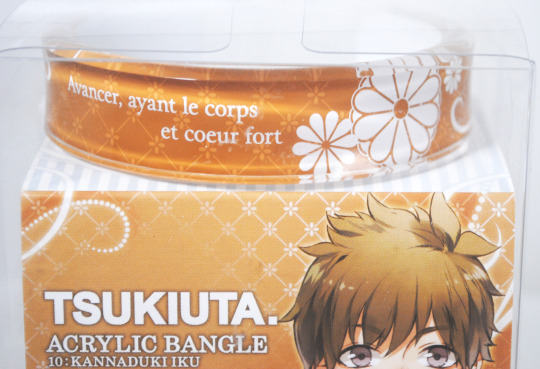 Avancer, ayant le corps
et coeur fort
TSUKIUTA.
ACRYLIC BANGLE
10:KANNADUKI IKU